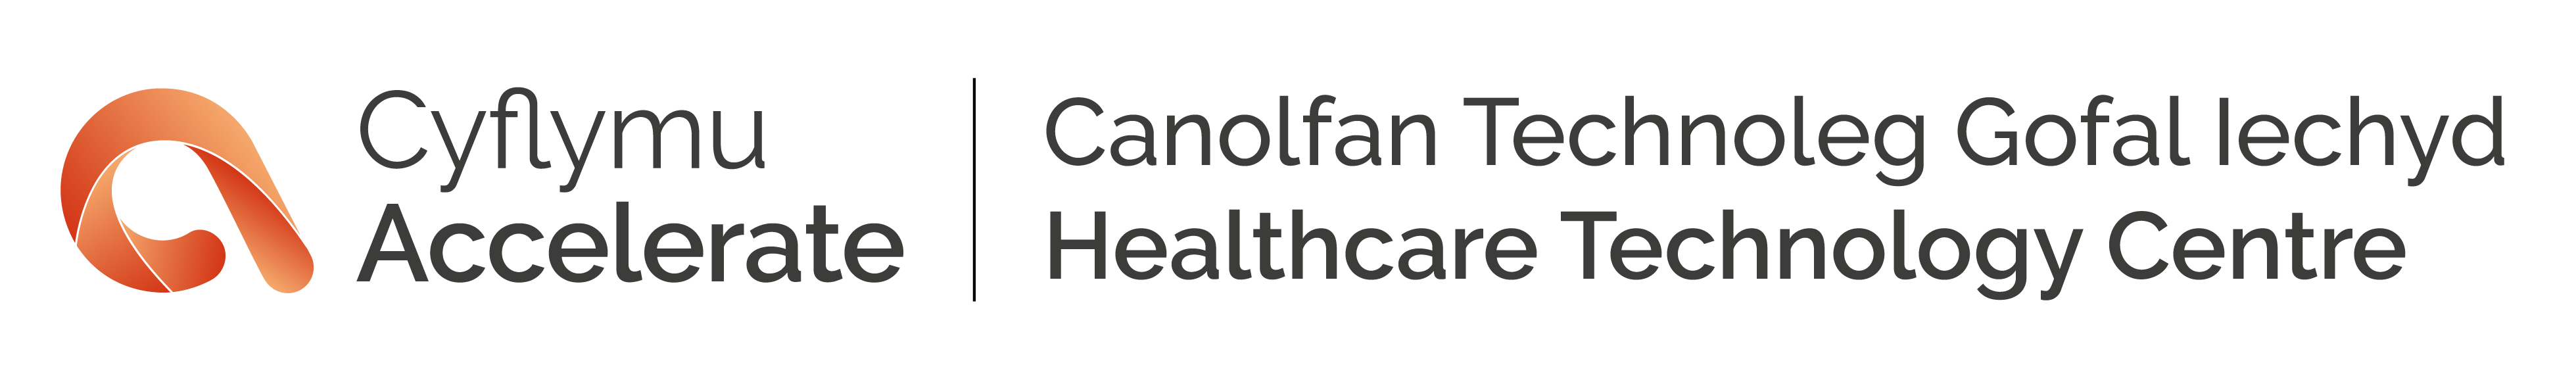 Cyflymu
Accelerate
Canolfan Technoleg Gofal Iechyd
Healthcare Technology Centre